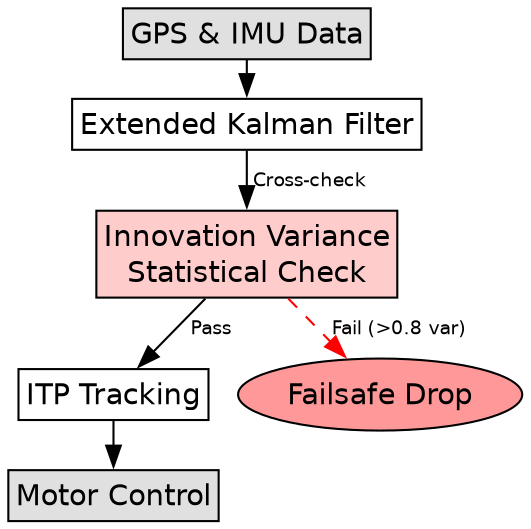 GPS & IMU Data
Extended Kalman Filter
Cross-check
Innovation Variance
Statistical Check
Pass
Fail (>0.8 var)
ITP Tracking
Failsafe Drop
Motor Control